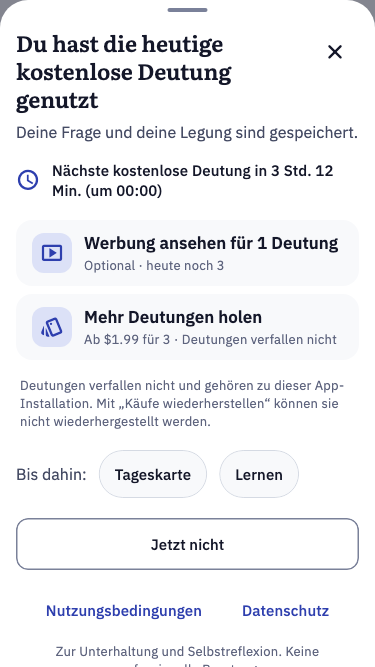 Du hast die heutige
kostenlose Deutung
genutzt
Deine Frage und deine Legung sind gespeichert.
Nächste kostenlose Deutung in 3 Std. 12
Min. (um 00:00)
Werbung ansehen für 1 Deutung
Optional · heute noch 3
Mehr Deutungen holen
Ab $1.99 für 3 · Deutungen verfallen nicht
Deutungen verfallen nicht und gehören zu dieser App-
Installation. Mit „Käufe wiederherstellen“ können sie
nicht wiederhergestellt werden.
Bis dahin:
Tageskarte
Lernen
Jetzt nicht
Nutzungsbedingungen
Datenschutz
Zur Unterhaltung und Selbstreflexion. Keine